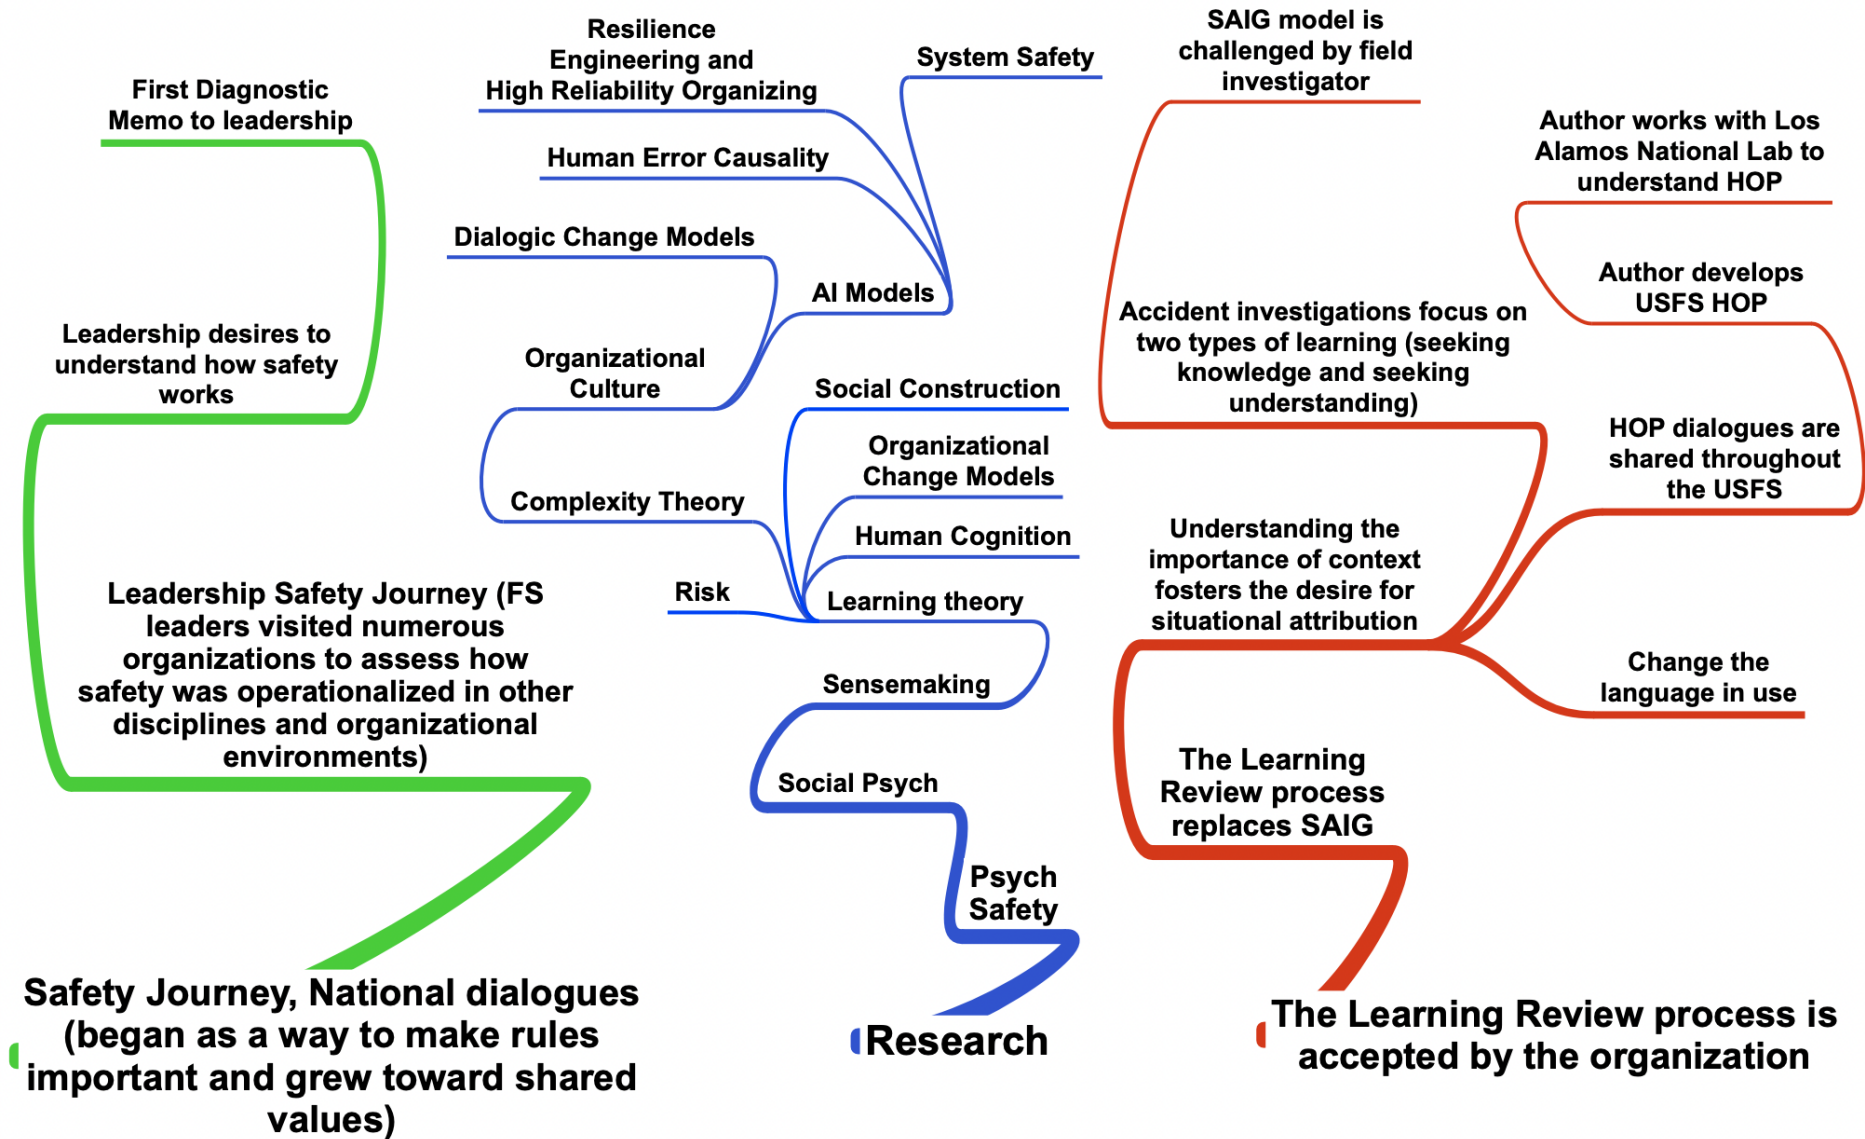 First Diagnostic
Memo to leadership
Leadership desires to
understand how safety
works
Leadership Safety Journey (FS
leaders visited numerous
organizations to assess how
safety was operationalized in other
disciplines and organizational
environments)
Safety Journey, National dialogues
(began as a way to make rules
important and grew toward shared
values)
Resilience
Engineering and
High Reliability Organizing
System Safety
Human Error Causality
Dialogic Change Models
AI Models
Organizational
Culture
Social Construction
Organizational
Change Models
Complexity Theory
Human Cognition
Risk
Learning theory
Sensemaking
Social Psych
Psych
Safety
Research
SAIG model is
challenged by field
investigator
Author works with Los
Alamos National Lab to
understand HOP
Author develops
USFS HOP
Accident investigations focus on
two types of learning (seeking
knowledge and seeking
understanding)
HOP dialogues are
shared throughout
the USFS
Understanding the
importance of context
fosters the desire for
situational attribution
Change the
language in use
The Learning
Review process
replaces SAIG
The Learning Review process is
accepted by the organization